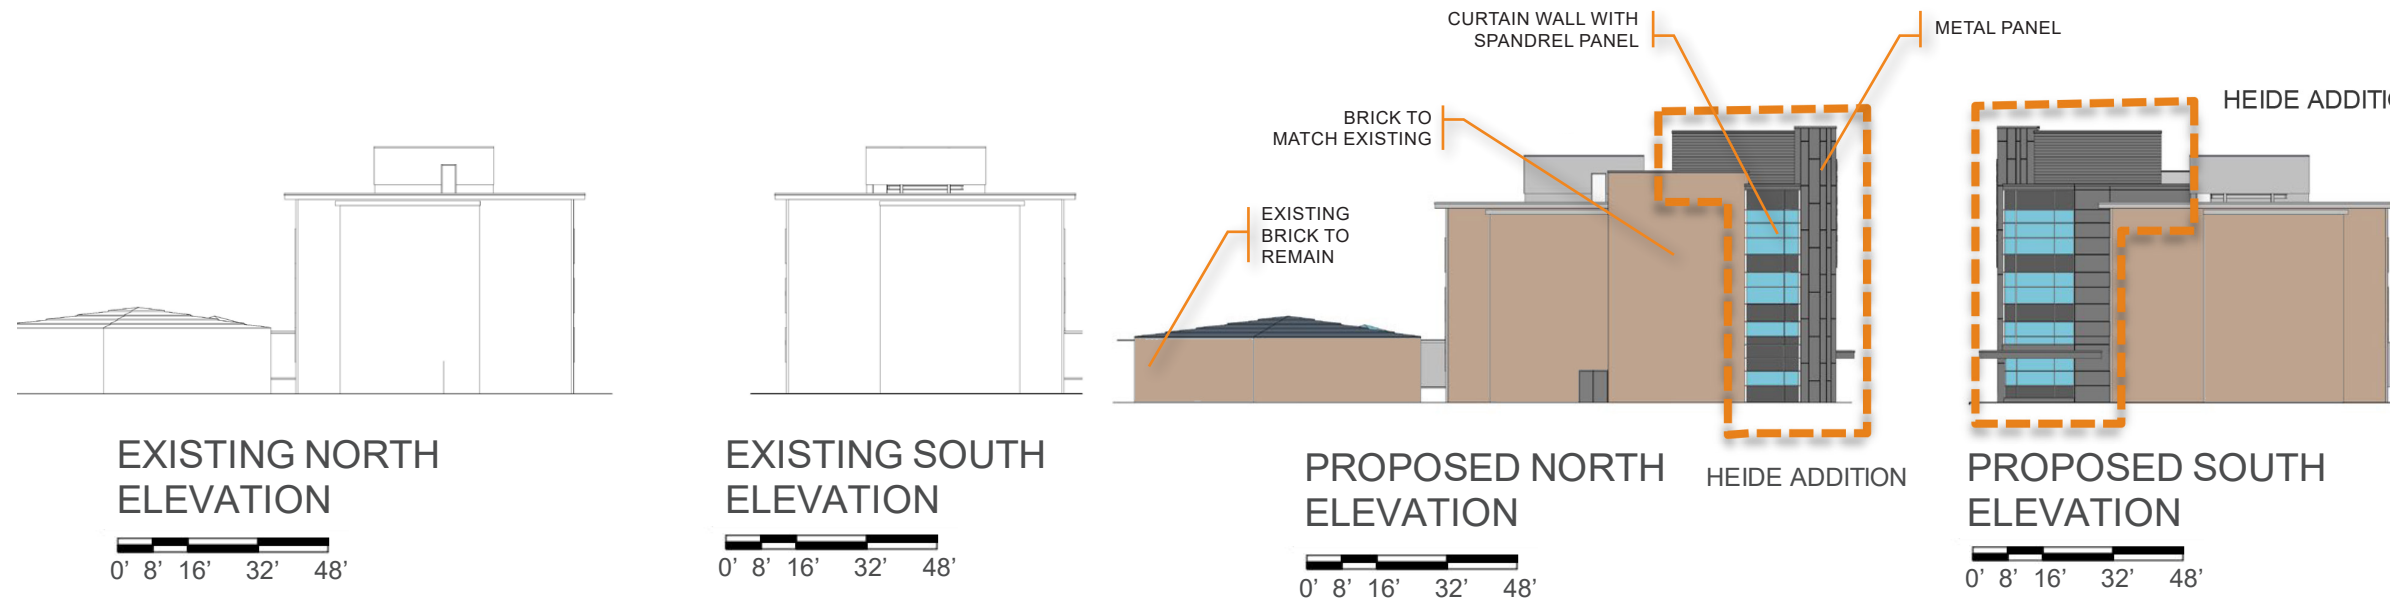 CURTAIN WALL WITH
SPANDREL PANEL
METAL PANEL
HEIDE ADDITI
BRICK TO
MATCH EXISTING
EXISTING
BRICK TO
REMAIN
EXISTING NORTH
ELEVATION
0’ 8’ 16’ 32’ 48’
EXISTING SOUTH
ELEVATION
0’ 8’ 16’ 32’ 48’
PROPOSED NORTH
ELEVATION
HEIDE ADDITION
0’ 8’ 16’ 32’ 48’
PROPOSED SOUTH
ELEVATION
0’ 8’ 16’ 32’ 48’